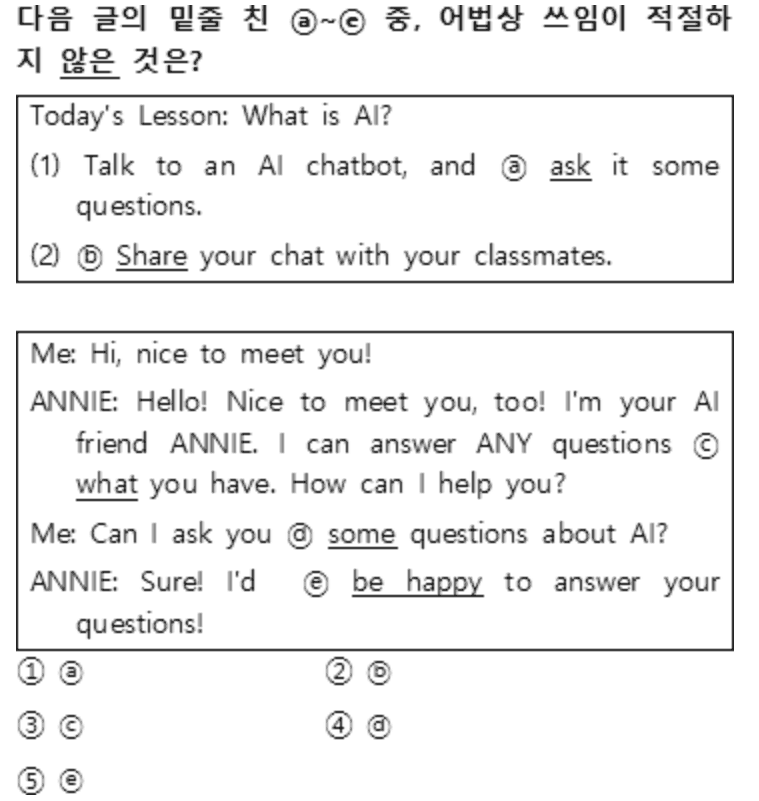 다음 글의 밑줄 친 ⓐ~ⓔ 중, 어법상 쓰임이 적절하
지 않은 것은?
Today's Lesson: What is AI?
(1) Talk to an AI chatbot, and ⓐ ask it some
questions.
(2) ⓑ Share your chat with your classmates.
Me: Hi, nice to meet you!
ANNIE: Hello! Nice to meet you, too! I'm your AI
friend ANNIE. I can answer ANY questions ⓒ
what you have. How can I help you?
Me: Can I ask you ⓓ some questions about AI?
ANNIE: Sure! I'd ⓔ be happy to answer your
questions!
① ⓐ ② ⓑ
③ ⓒ ④ ⓓ
⑤ ⓔ